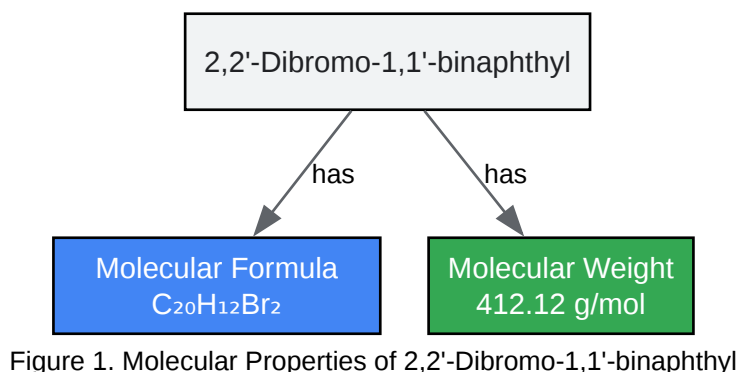 2,2'-Dibromo-1,1'-binaphthyl
has
has
Molecular Formula
C₂₀H₁₂Br₂
Molecular Weight
412.12 g/mol
Figure 1. Molecular Properties of 2,2'-Dibromo-1,1'-binaphthyl